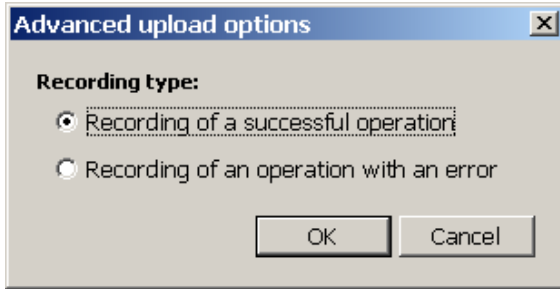 Advanced upload options
Recording type:
Recording of a successful operation
Recording of an operation with an error
OK Cancel